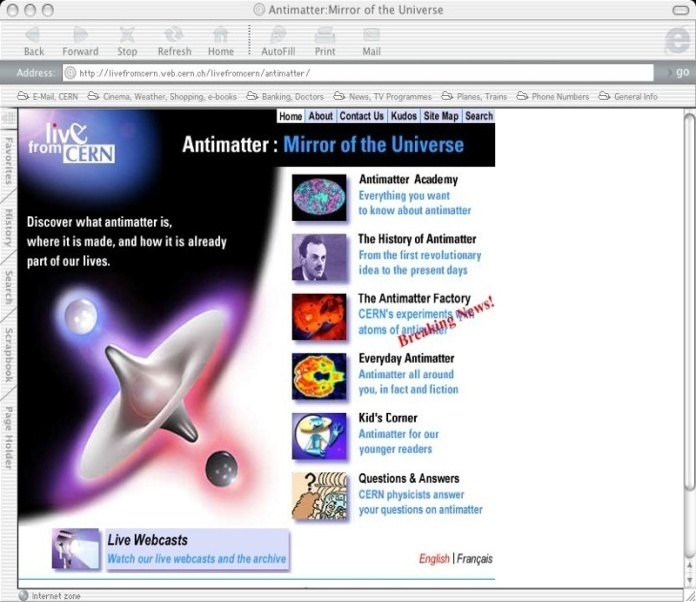 Antimatter:Mirror of the Universe
Back Forward Stop Refresh Home AutoFill Print Mail
Address: http://livefromcern.web.cern.ch/livefromcern/antimatter/ go
E-Mail, CERN Cinema, Weather, Shopping, e-books Banking, Doctors News, TV Programmes Planes, Trains Phone Numbers General Info
Favorites
History
Search
Scrapbook
Page Holder
Home About Contact Us Kudos Site Map Search
live
from CERN
Antimatter : Mirror of the Universe
Discover what antimatter is,
where it is made, and how it is already
part of our lives.
Antimatter Academy
Everything you want
to know about antimatter
The History of Antimatter
From the first revolutionary
idea to the present days
The Antimatter Factory
CERN's experiments
atoms of
Breaking News!
Everyday Antimatter
Antimatter all around
you, in fact and fiction
Kid's Corner
Antimatter for our
younger readers
Questions & Answers
CERN physicists answer
your questions on antimatter
Live Webcasts
Watch our live webcasts and the archive
English | Français
Internet zone